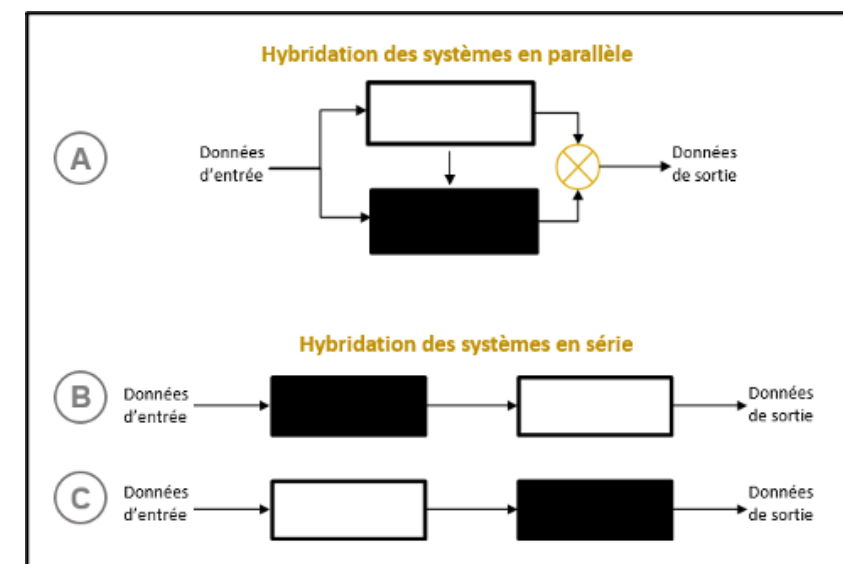 Hybridation des systèmes en parallèle
A
Données
d'entrée
Données
de sortie
Hybridation des systèmes en série
B
Données
d'entrée
Données
de sortie
C
Données
d'entrée
Données
de sortie